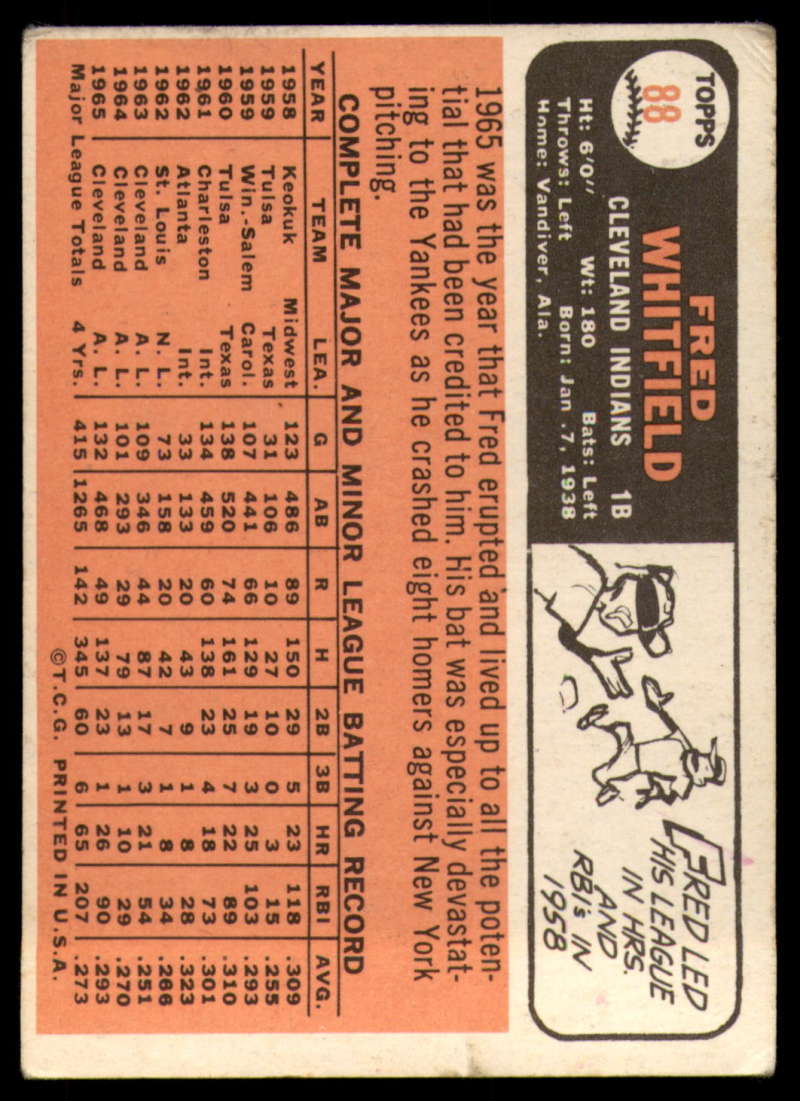 TOPPS
88
FRED
WHITFIELD
CLEVELAND INDIANS 1B
Ht: 6'0" Wt: 180 Bats: Left
Throws: Left Born: Jan .7, 1938
Home: Vandiver, Ala.
FRED LED
HIS LEAGUE
IN HRS.
AND
RBI's IN
1958
1965 was the year that Fred erupted and lived up to all the poten-
tial that had been credited to him. His bat was especially devastat-
ing to the Yankees as he crashed eight homers against New York
pitching.
COMPLETE MAJOR AND MINOR LEAGUE BATTING RECORD
YEAR TEAM LEA. G AB R H 2B 3B HR RBI AVG.
1958 Keokuk Midwest 123 486 89 150 29 5 23 118 .309
1959 Tulsa Texas 31 106 10 27 10 0 3 15 .255
1959 Win.-Salem Carol. 107 441 66 129 19 3 25 103 .293
1960 Tulsa Texas 138 520 74 161 25 7 22 89 .310
1961 Charleston Int. 134 459 60 138 23 4 18 73 .301
1962 Atlanta Int. 33 133 20 43 9 1 8 28 .323
1962 St. Louis N. L. 73 158 20 42 7 1 8 34 .266
1963 Cleveland A. L. 109 346 44 87 17 3 21 54 .251
1964 Cleveland A. L. 101 293 29 79 13 1 10 29 .270
1965 Cleveland A. L. 132 468 49 137 23 1 26 90 .293
Major League Totals 4 Yrs. 415 1265 142 345 60 6 65 207 .273
©T.C.G. PRINTED IN U.S.A.